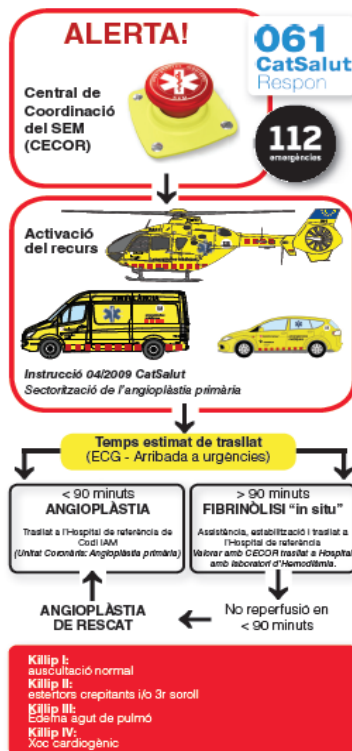 ALERTA!
061
CatSalut
Respon
Central de
Coordinació
del SEM
(CECOR)
112
emergències
Activació
del recurs
AMBULÀNCIA
Instrucció 04/2009 CatSalut
Sectorització de l'angioplàstia primària
Temps estimat de trasllat
(ECG - Arribada a urgències)
< 90 minuts
ANGIOPLÀSTIA
Trasllat a l'Hospital de referència de
Codi IAM
(Unitat Coronària: Angioplàstia primària)
> 90 minuts
FIBRINÒLISI "in situ"
Assistència, estabilització i trasllat a
l'Hospital de referència
Valorar amb CECOR trasllat a Hospital
amb laboratori d'Hemodiàmia.
ANGIOPLÀSTIA
DE RESCAT
No reperfusió en
< 90 minuts
Killip I:
auscultació normal
Killip II:
estertors crepitants i/o 3r soroll
Killip III:
Edema agut de pulmó
Killip IV:
Xoc cardiogènic